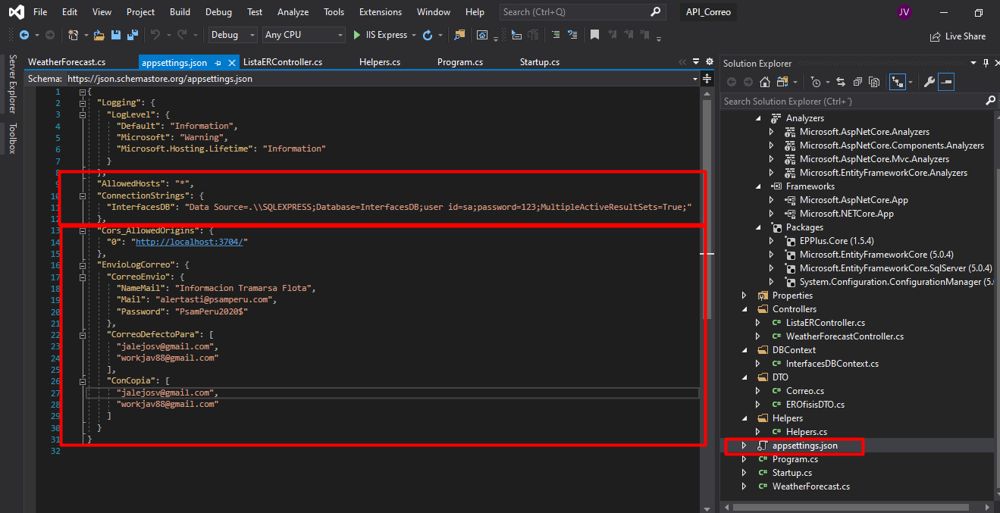 File Edit View Project Build Debug Test Analyze Tools Extensions Window Help Search (Ctrl+Q) API_Correo JV
Debug Any CPU IIS Express Live Share
Server Explorer
Toolbox
WeatherForecast.cs appsettings.json ListaERController.cs Helpers.cs Program.cs Startup.cs
Schema: https://json.schemastore.org/appsettings.json
1 {
2 "Logging": {
3 "LogLevel": {
4 "Default": "Information",
5 "Microsoft": "Warning",
6 "Microsoft.Hosting.Lifetime": "Information"
7 }
8 },
9 "AllowedHosts": "*",
10 "ConnectionStrings": {
11 "InterfacesDB": "Data Source=.\\SQLEXPRESS;Database=InterfacesDB;user id=sa;password=123;MultipleActiveResultSets=True;"
12 },
13 "Cors_AllowedOrigins": {
14 "0": "http://localhost:3704/"
15 },
16 "EnvioLogCorreo": {
17 "CorreoEnvio": {
18 "NameMail": "Informacion Tramarsa Flota",
19 "Mail": "alertasti@psamperu.com",
20 "Password": "PsamPeru2020$"
21 },
22 "CorreoDefectoPara": [
23 "jalejosv@gmail.com",
24 "workjav88@gmail.com"
25 ],
26 "ConCopia": [
27 "jalejosv@gmail.com",
28 "workjav88@gmail.com"
29 ]
30 }
31 }
32
Solution Explorer
Search Solution Explorer (Ctrl+´)
Analyzers
Microsoft.AspNetCore.Analyzers
Microsoft.AspNetCore.Components.Analyzers
Microsoft.AspNetCore.Mvc.Analyzers
Microsoft.EntityFrameworkCore.Analyzers
Frameworks
Microsoft.AspNetCore.App
Microsoft.NETCore.App
Packages
EPPlus.Core (1.5.4)
Microsoft.EntityFrameworkCore (5.0.4)
Microsoft.EntityFrameworkCore.SqlServer (5.0.4)
System.Configuration.ConfigurationManager (5.
Properties
Controllers
C# ListaERController.cs
C# WeatherForecastController.cs
DBContext
C# InterfacesDBContext.cs
DTO
C# Correo.cs
C# EROfisisDTO.cs
Helpers
C# Helpers.cs
appsettings.json
C# Program.cs
C# Startup.cs
C# WeatherForecast.cs